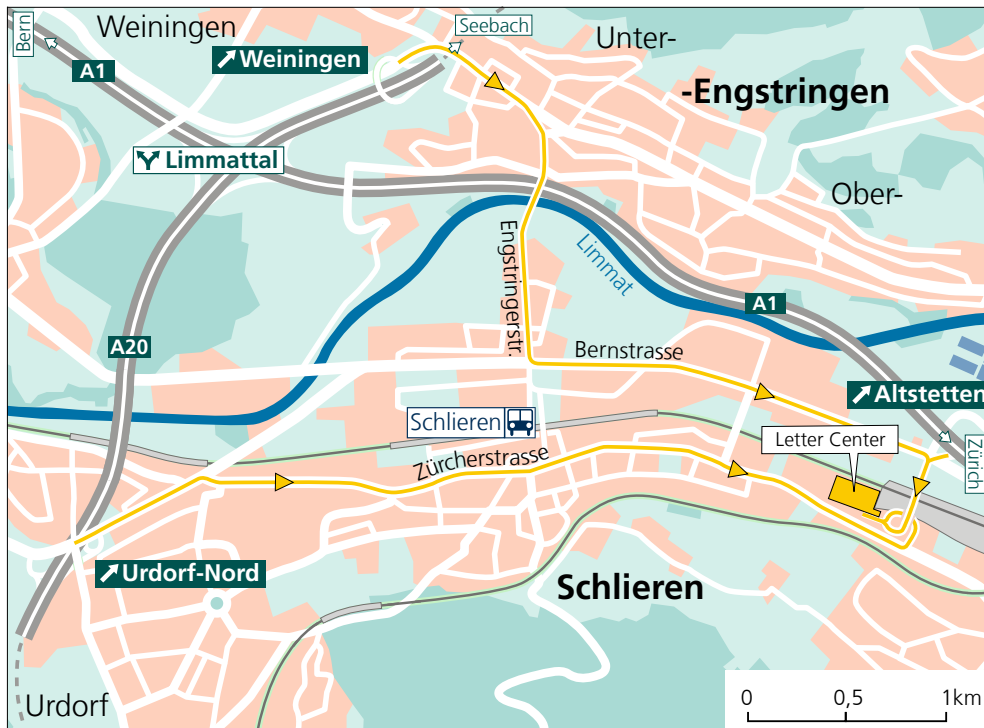 Bern
Weiningen
Seebach
Unter-
Weiningen
A1
-Engstringen
Limmattal
Ober-
Engstringerstr.
Limmat
A1
A20
Bernstrasse
Altstetten
Schlieren
Letter Center
Zürich
Zürcherstrasse
Urdorf-Nord
Schlieren
Urdorf
0 0,5 1km